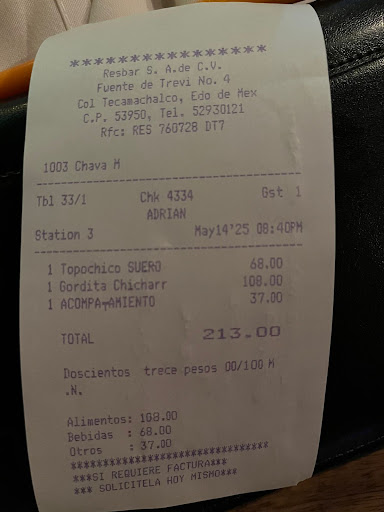 *****************
Resbar S. A.de C.V.
Fuente de Trevi No. 4
Col Tecamachalco, Edo de Mex
C.P. 53950, Tel. 52930121
Rfc: RES 760728 DT7
1003 Chava M
Tbl 33/1 Chk 4334 Gst 1
ADRIAN
Station 3 May14'25 08:40PM
1 Topochico SUERO 68.00
1 Gordita Chicharr 108.00
1 ACOMPA┬AMIENTO 37.00
TOTAL 213.00
Doscientos trece pesos 00/100 M
.N.
Alimentos: 108.00
Bebidas : 68.00
Otros : 37.00
******************************
***SI REQUIERE FACTURA***
*** SOLICITELA HOY MISMO***